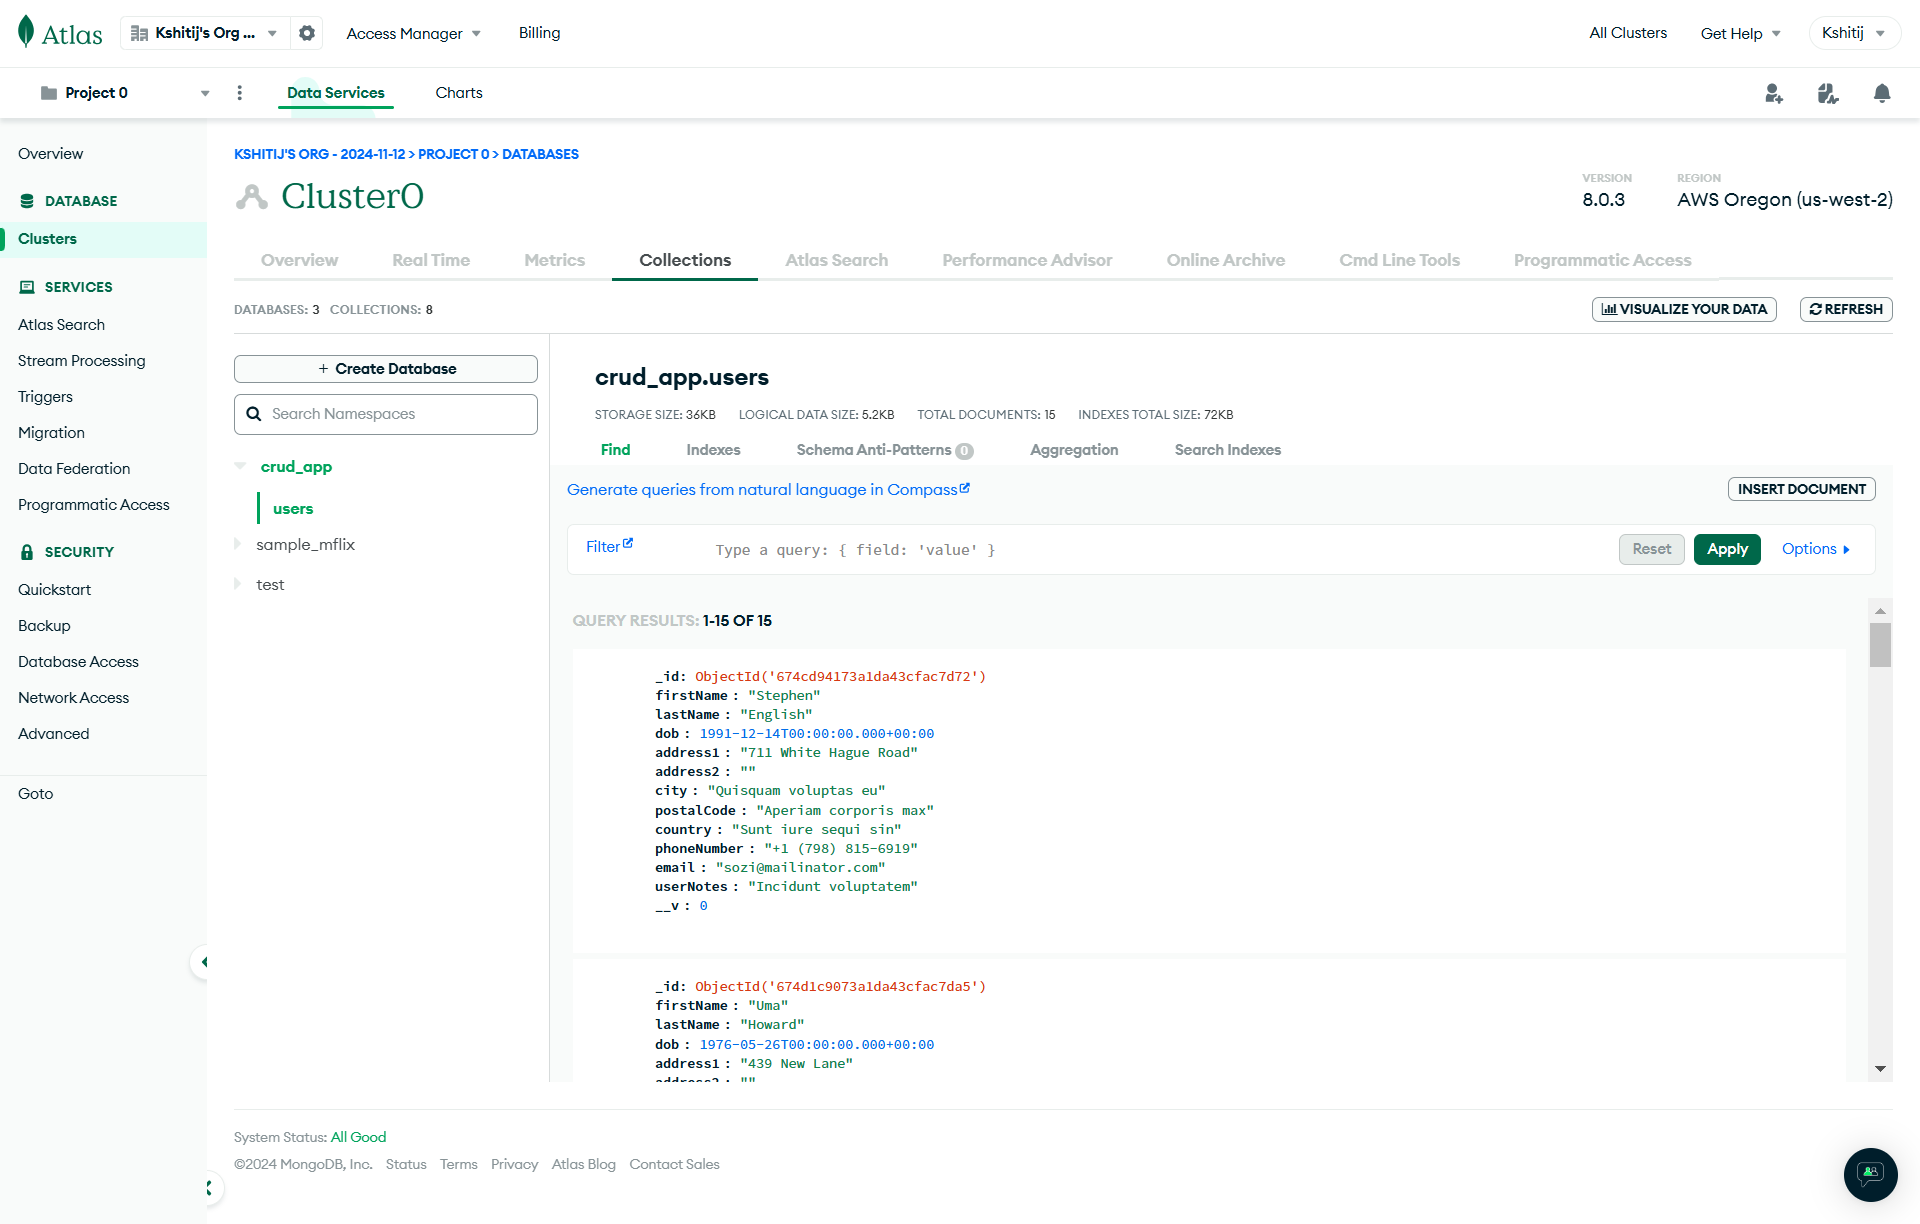 Atlas
Kshitij's Org ...
Access Manager
Billing
All Clusters
Get Help
Kshitij
Project 0
Data Services
Charts
Overview
DATABASE
Clusters
SERVICES
Atlas Search
Stream Processing
Triggers
Migration
Data Federation
Programmatic Access
SECURITY
Quickstart
Backup
Database Access
Network Access
Advanced
Goto
KSHITIJ'S ORG - 2024-11-12 > PROJECT 0 > DATABASES
Cluster0
VERSION
8.0.3
REGION
AWS Oregon (us-west-2)
Overview
Real Time
Metrics
Collections
Atlas Search
Performance Advisor
Online Archive
Cmd Line Tools
Programmatic Access
DATABASES: 3 COLLECTIONS: 8
VISUALIZE YOUR DATA
REFRESH
+ Create Database
Search Namespaces
crud_app
users
sample_mflix
test
crud_app.users
STORAGE SIZE: 36KB LOGICAL DATA SIZE: 5.2KB TOTAL DOCUMENTS: 15 INDEXES TOTAL SIZE: 72KB
Find
Indexes
Schema Anti-Patterns 0
Aggregation
Search Indexes
Generate queries from natural language in Compass
INSERT DOCUMENT
Filter
Type a query: { field: 'value' }
Reset
Apply
Options
QUERY RESULTS: 1-15 OF 15
_id: ObjectId('674cd94173a1da43cfac7d72')
firstName : "Stephen"
lastName : "English"
dob : 1991-12-14T00:00:00.000+00:00
address1 : "711 White Hague Road"
address2 : ""
city : "Quisquam voluptas eu"
postalCode : "Aperiam corporis max"
country : "Sunt iure sequi sin"
phoneNumber : "+1 (798) 815-6919"
email : "sozi@mailinator.com"
userNotes : "Incidunt voluptatem"
__v : 0
_id: ObjectId('674d1c9073a1da43cfac7da5')
firstName : "Uma"
lastName : "Howard"
dob : 1976-05-26T00:00:00.000+00:00
address1 : "439 New Lane"
address2 : ""
System Status: All Good
©2024 MongoDB, Inc. Status Terms Privacy Atlas Blog Contact Sales